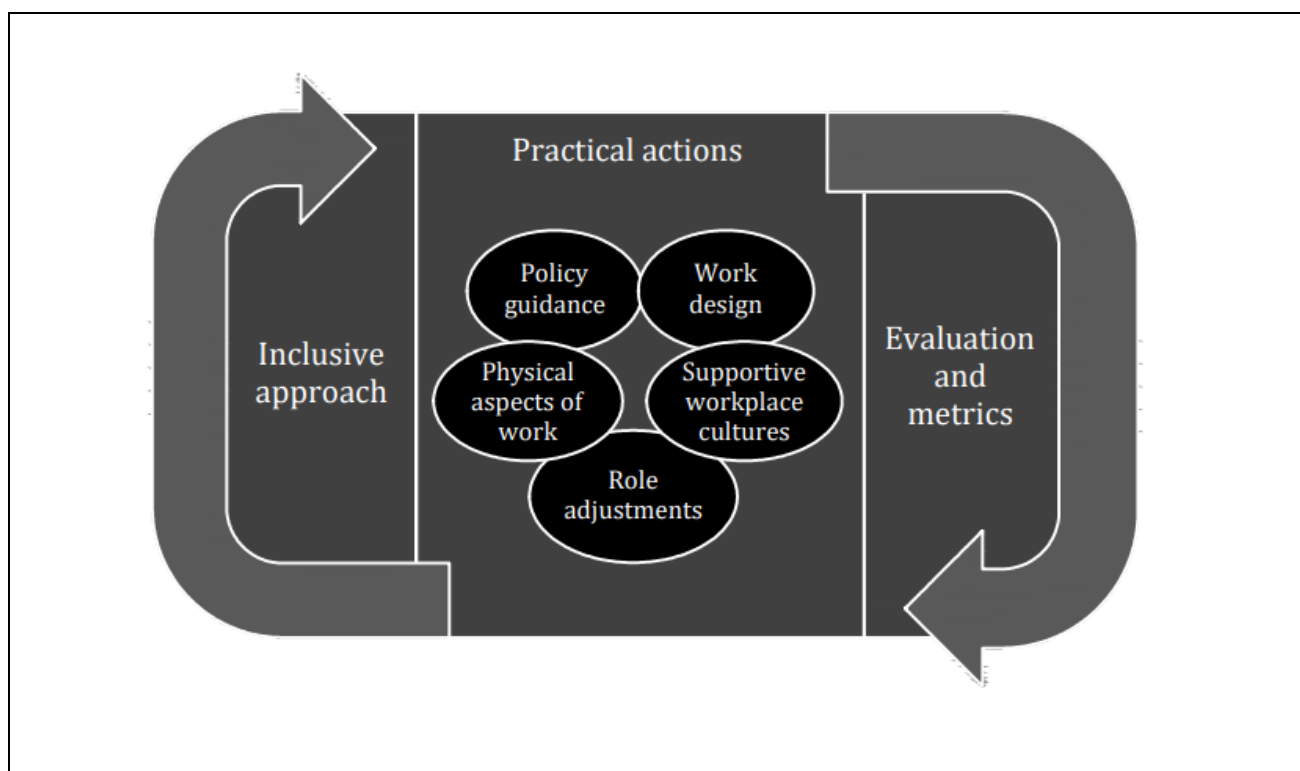 Practical actions
Policy
guidance
Work
design
Inclusive
approach
Physical
aspects of
work
Supportive
workplace
cultures
Evaluation
and
metrics
Role
adjustments